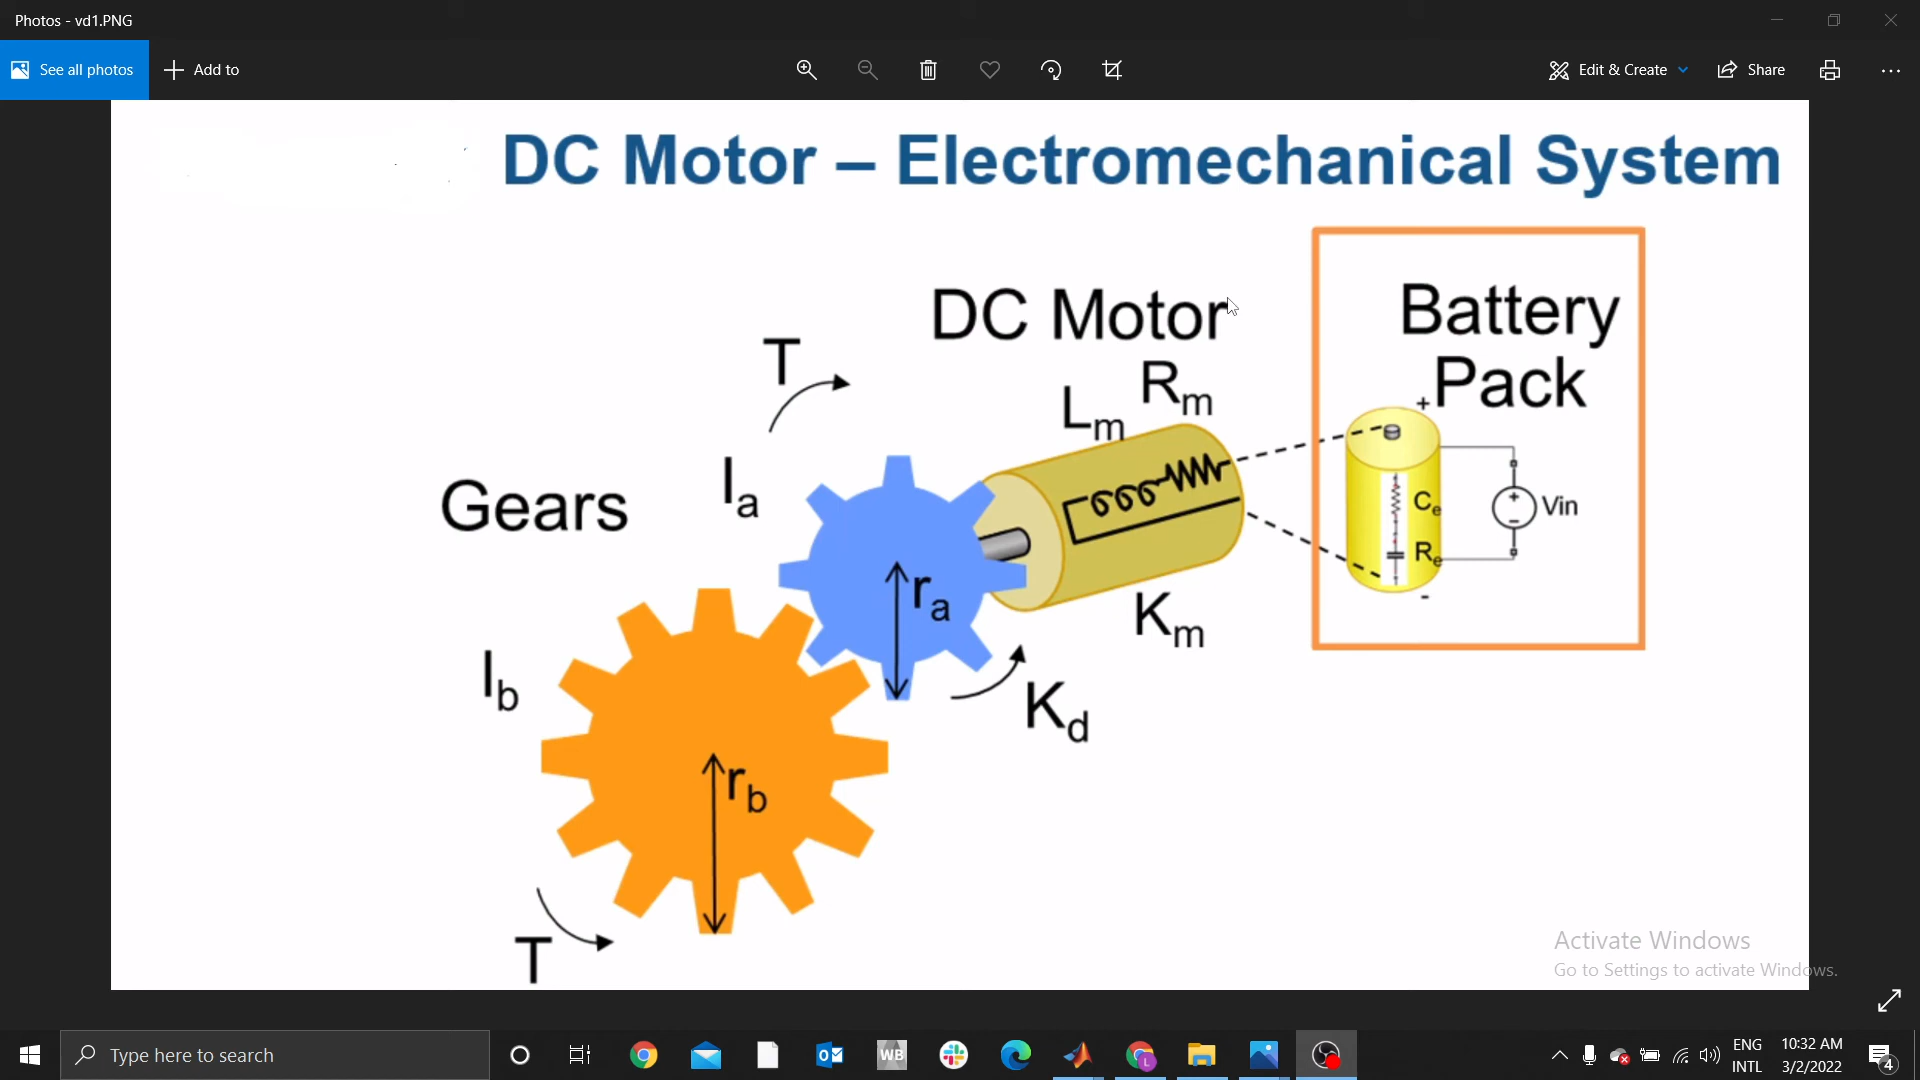 Photos - vd1.PNG
See all photos
Add to
Edit & Create
Share
DC Motor – Electromechanical System
DC Motor
Battery
Pack
T
Lm
Rm
+
Gears
Ia
Ce
Vin
+
Re
-
ra
Km
Ib
Kd
rb
T
Activate Windows
Go to Settings to activate Windows.
Type here to search
WB
ENG
INTL
10:32 AM
3/2/2022
4